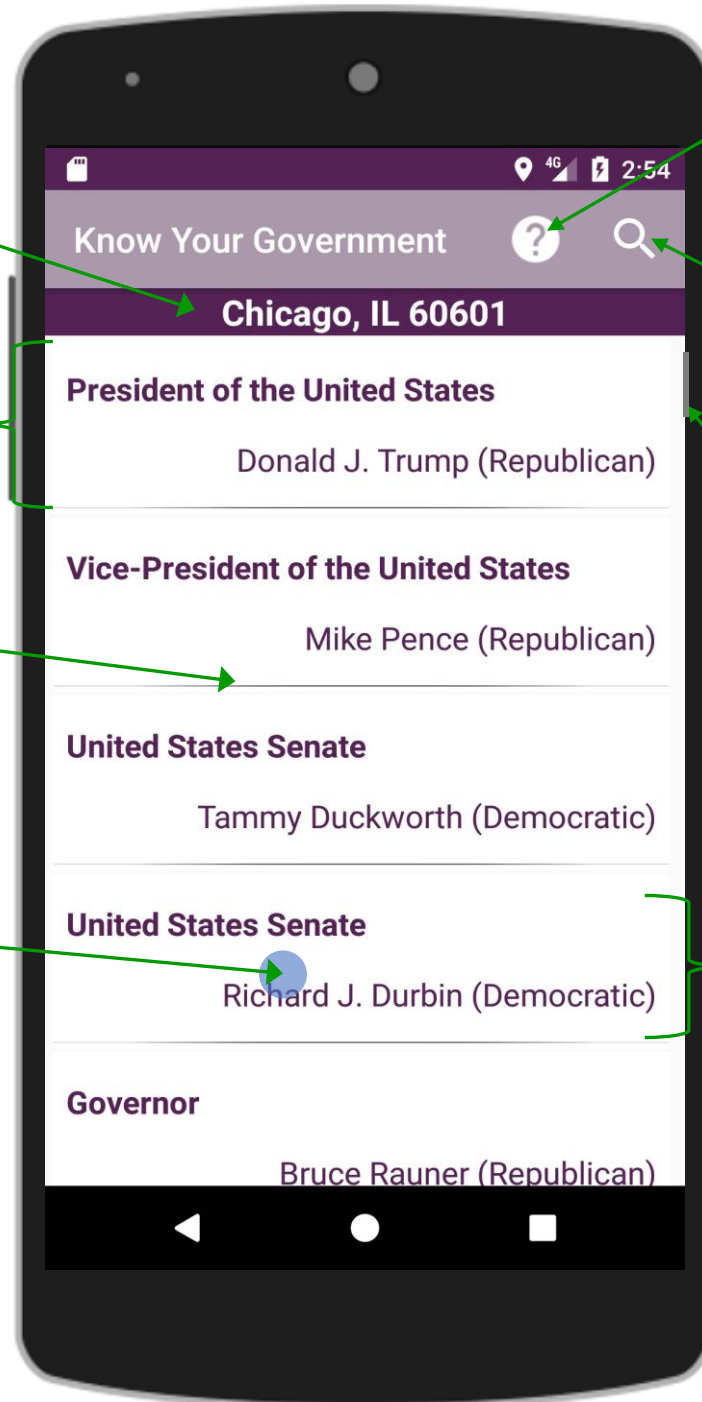 4G 2:54
Know Your Government ?
Chicago, IL 60601
President of the United States
Donald J. Trump (Republican)
Vice-President of the United States
Mike Pence (Republican)
United States Senate
Tammy Duckworth (Democratic)
United States Senate
Richard J. Durbin (Democratic)
Governor
Bruce Rauner (Republican)